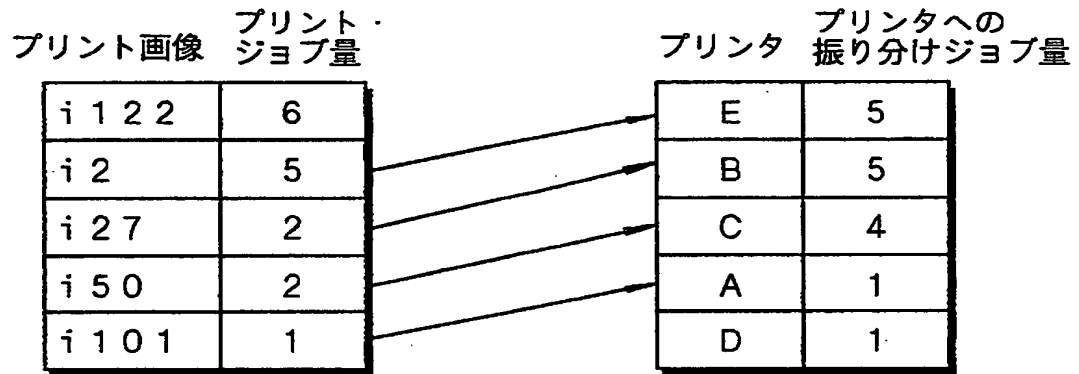 プリント画像 プリントジョブ量
i122 6
i2 5
i27 2
i50 2
i101 1
プリンタ プリンタへの振り分けジョブ量
E 5
B 5
C 4
A 1
D 1